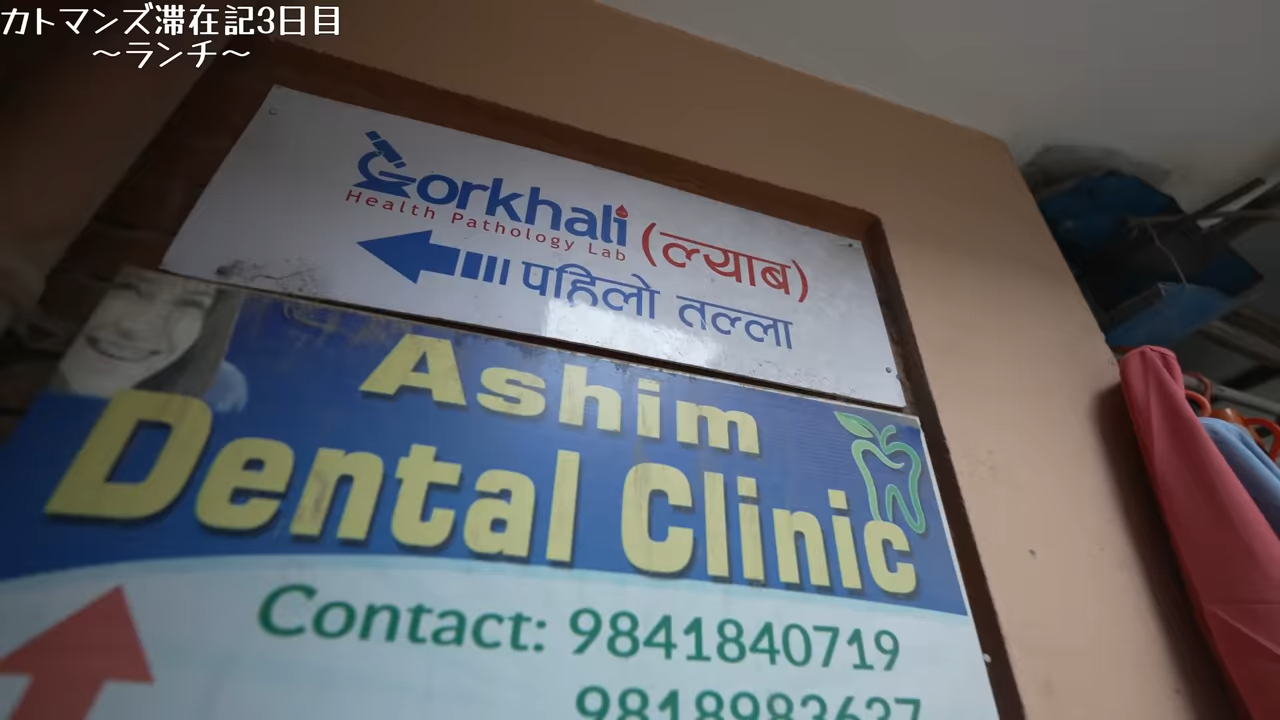 カトマンズ滞在記3日目
～ランチ～
Gorkhali (ल्याब)
Health Pathology Lab
पहिलो तल्ला
Ashim
Dental Clinic
Contact: 9841840719
9818983637